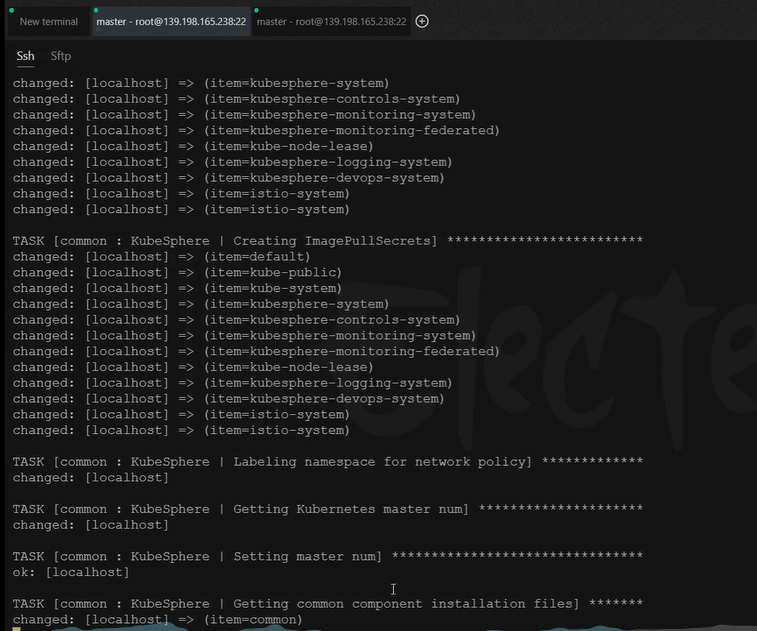 New terminal
master - root@139.198.165.238:22
master - root@139.198.165.238:22
Ssh
Sftp
changed: [localhost] => (item=kubesphere-system)
changed: [localhost] => (item=kubesphere-controls-system)
changed: [localhost] => (item=kubesphere-monitoring-system)
changed: [localhost] => (item=kubesphere-monitoring-federated)
changed: [localhost] => (item=kube-node-lease)
changed: [localhost] => (item=kubesphere-logging-system)
changed: [localhost] => (item=kubesphere-devops-system)
changed: [localhost] => (item=istio-system)
changed: [localhost] => (item=istio-system)
TASK [common : KubeSphere | Creating ImagePullSecrets] *************************
changed: [localhost] => (item=default)
changed: [localhost] => (item=kube-public)
changed: [localhost] => (item=kube-system)
changed: [localhost] => (item=kubesphere-system)
changed: [localhost] => (item=kubesphere-controls-system)
changed: [localhost] => (item=kubesphere-monitoring-system)
changed: [localhost] => (item=kubesphere-monitoring-federated)
changed: [localhost] => (item=kube-node-lease)
changed: [localhost] => (item=kubesphere-logging-system)
changed: [localhost] => (item=kubesphere-devops-system)
changed: [localhost] => (item=istio-system)
changed: [localhost] => (item=istio-system)
TASK [common : KubeSphere | Labeling namespace for network policy] *************
changed: [localhost]
TASK [common : KubeSphere | Getting Kubernetes master num] *********************
changed: [localhost]
TASK [common : KubeSphere | Setting master num] ********************************
ok: [localhost]
TASK [common : KubeSphere | Getting common component installation files] *******
changed: [localhost] => (item=common)